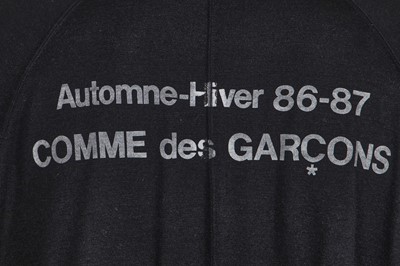 Automne-Hiver 86-87
COMME des GARÇONS
*